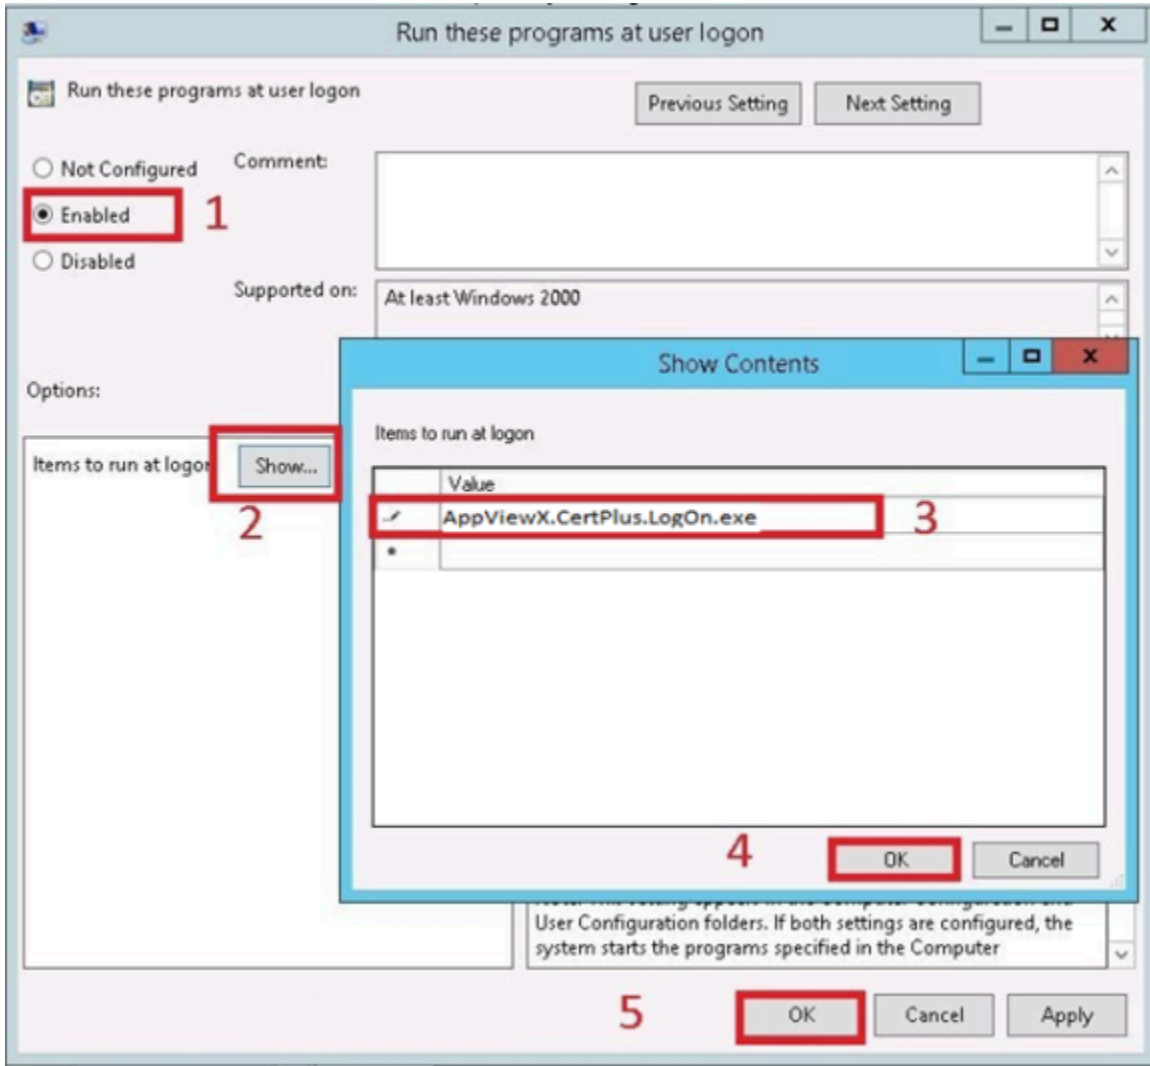 Run these programs at user logon
Run these programs at user logon
Previous Setting
Next Setting
Not Configured
Comment:
Enabled
1
Disabled
Supported on:
At least Windows 2000
Show Contents
Options:
Items to run at logon
Items to run at logon
Show...
2
Value
AppViewX.CertPlus.LogOn.exe
3
*
4
OK
Cancel
User Configuration folders. If both settings are configured, the
system starts the programs specified in the Computer
5
OK
Cancel
Apply